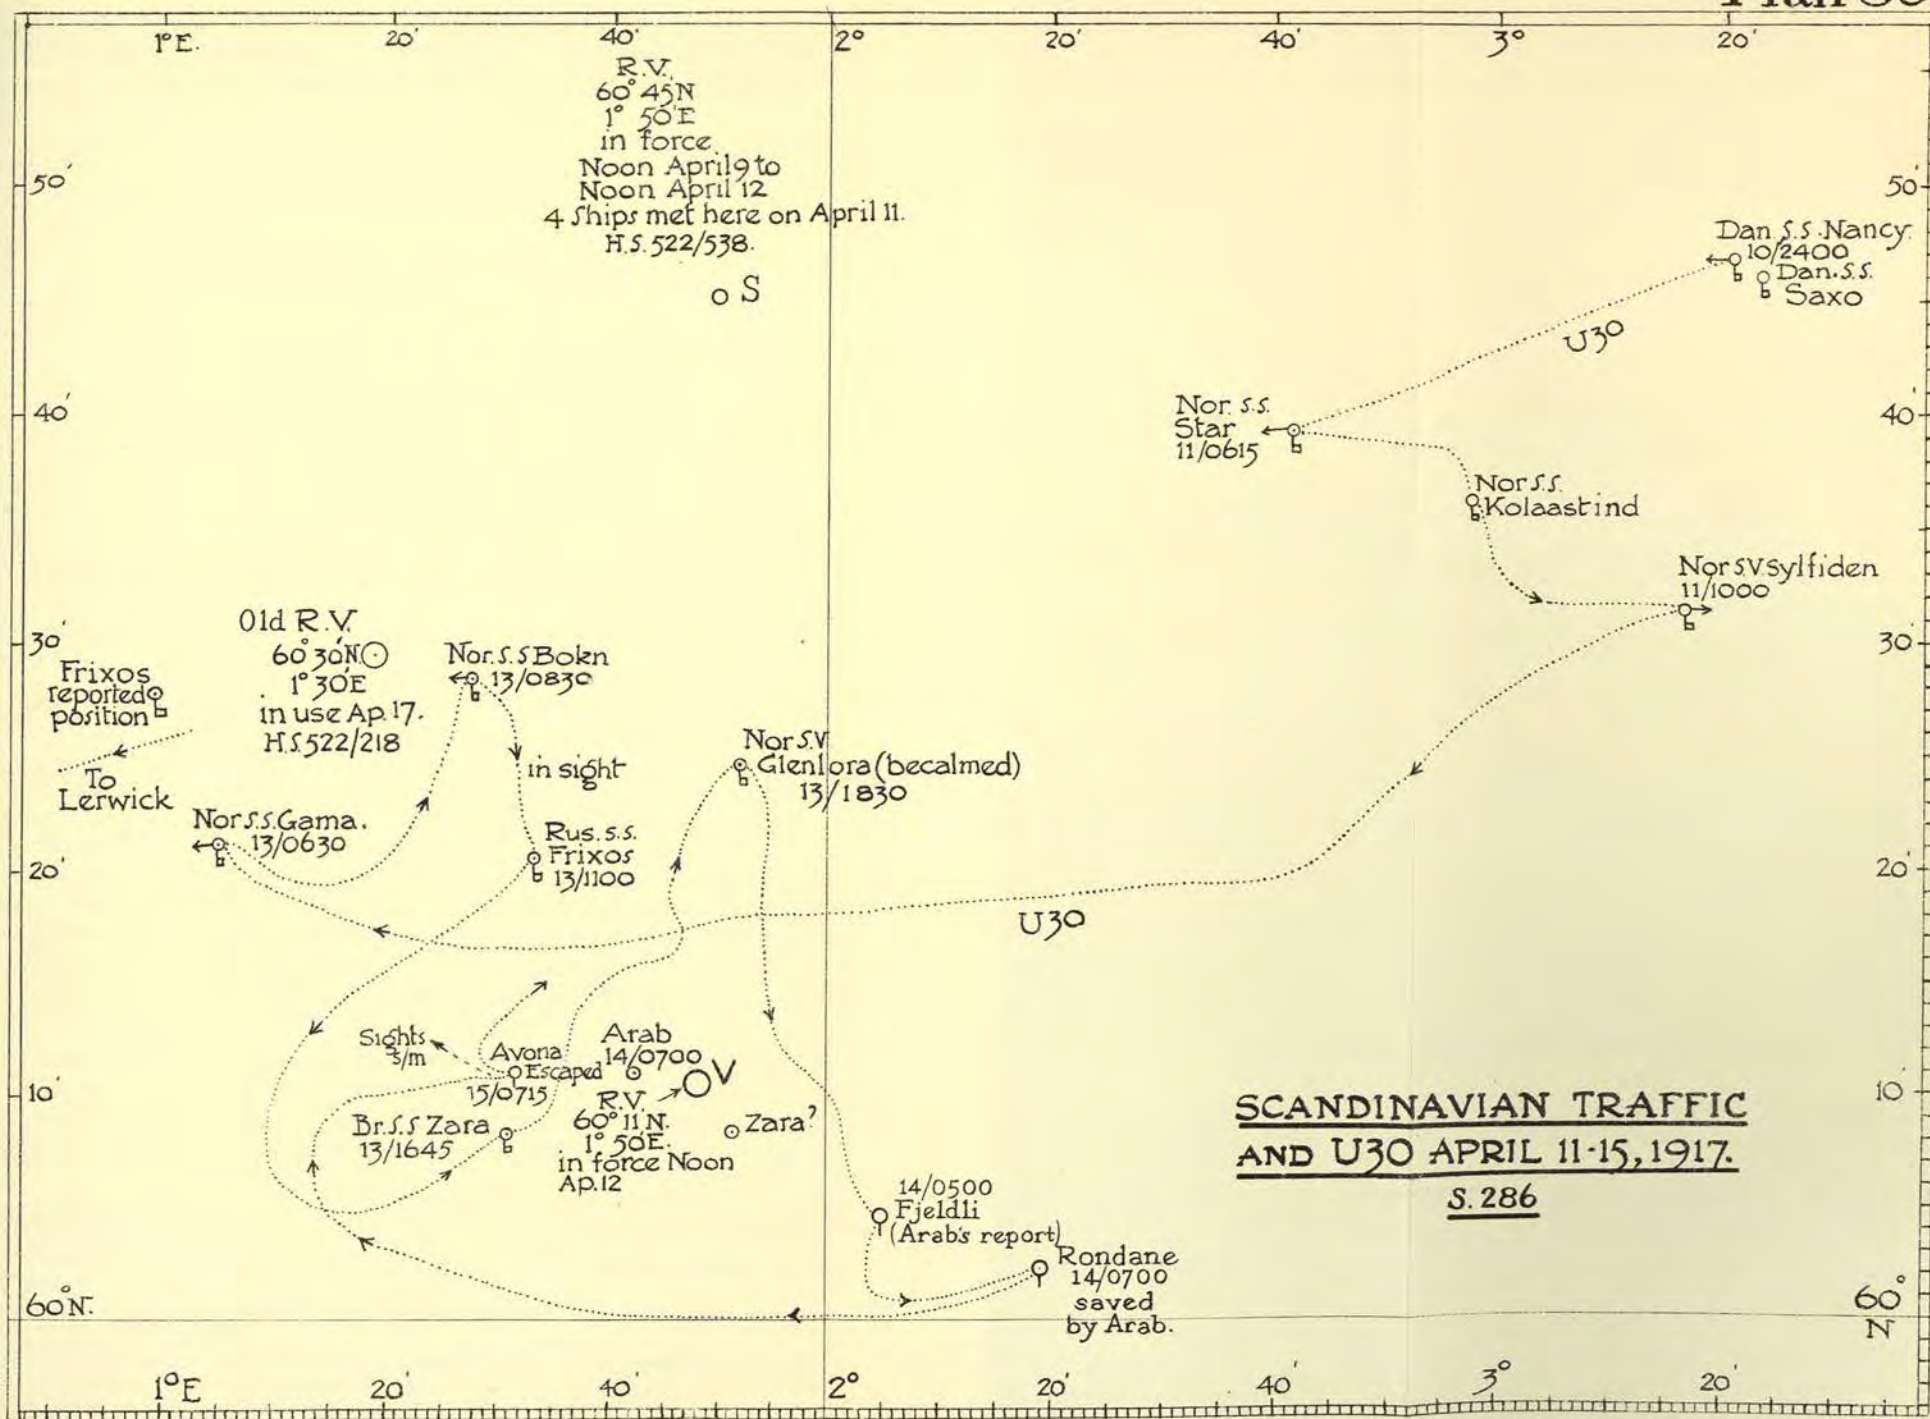 1° E. 20' 40' 2° 20' 40' 3° 20'
R.V.
60° 45'N
1° 50'E
in force
Noon April 9 to
Noon April 12
4 Ships met here on April 11.
H.S. 522/538.
S
50' 50'
Dan. S.S. Nancy.
10/2400
Dan. S.S.
Saxo
U30
40' 40'
Nor. S.S.
Star
11/0615
Nor S.S.
Kolaastind
Nor S.V Sylfiden
11/1000
30' 30'
Old R.V.
60° 30'N.
1° 30'E
in use Ap. 17.
H.S. 522/218
Frixos
reported
position
To
Lerwick
Nor. S.S Bokn
13/0830
in sight
Nor S.V
Glenlora (becalmed)
13/1830
Nor S.S. Gama.
13/0630
Rus. S.S.
Frixos
13/1100
20' 20'
U30
Sights
s/m
Avona
Escaped
15/0715
Arab
14/0700
V
R.V.
60° 11'N.
1° 50'E.
in force Noon
Ap. 12
Zara?
10' 10'
Br. S.S Zara
13/1645
14/0500
Fjeldli
(Arab's report)
Rondane
14/0700
saved
by Arab.
SCANDINAVIAN TRAFFIC
AND U30 APRIL 11-15, 1917.
S. 286
60° N. 60°
N
1° E 20' 40' 2° 20' 40' 3° 20'